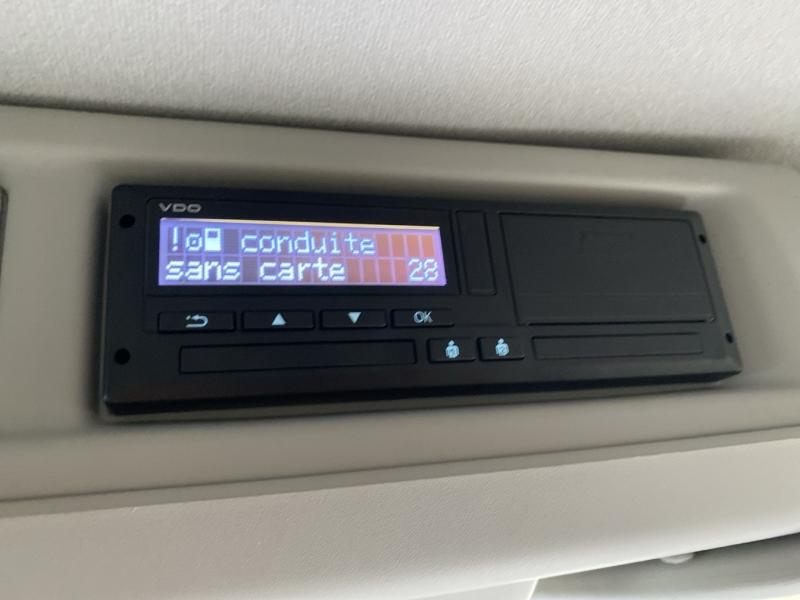 VDO
! conduite
sans carte 28
OK